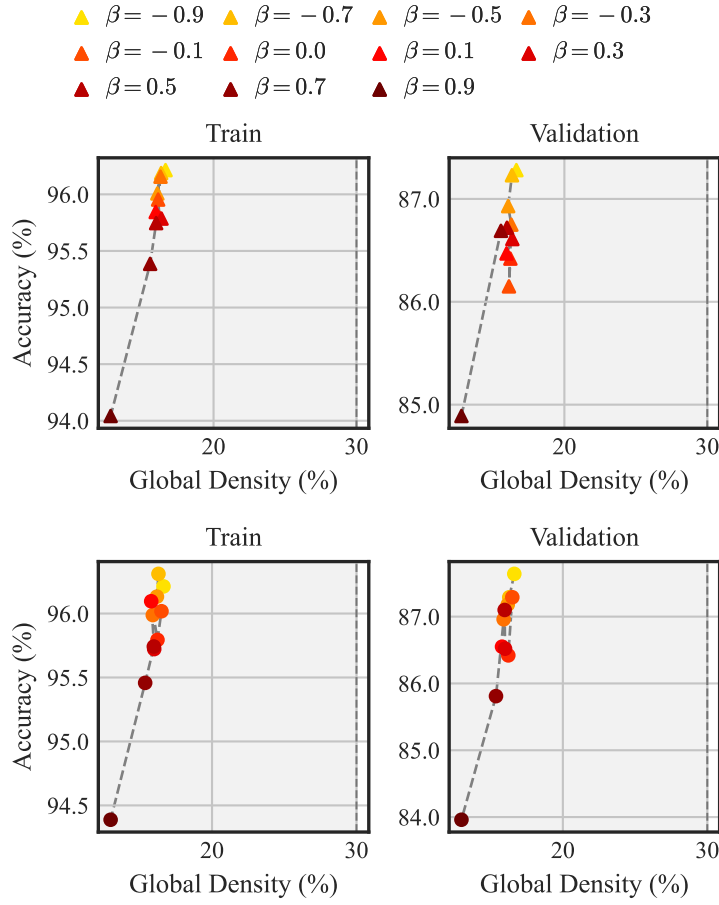 β = −0.9 β = −0.7 β = −0.5 β = −0.3
β = −0.1 β = 0.0 β = 0.1 β = 0.3
β = 0.5 β = 0.7 β = 0.9
Train Validation
96.0
95.5
95.0
94.5
94.0
Accuracy (%)
20 30
Global Density (%)
87.0
86.0
85.0
20 30
Global Density (%)
Train Validation
96.0
95.5
95.0
94.5
Accuracy (%)
20 30
Global Density (%)
87.0
86.0
85.0
84.0
20 30
Global Density (%)